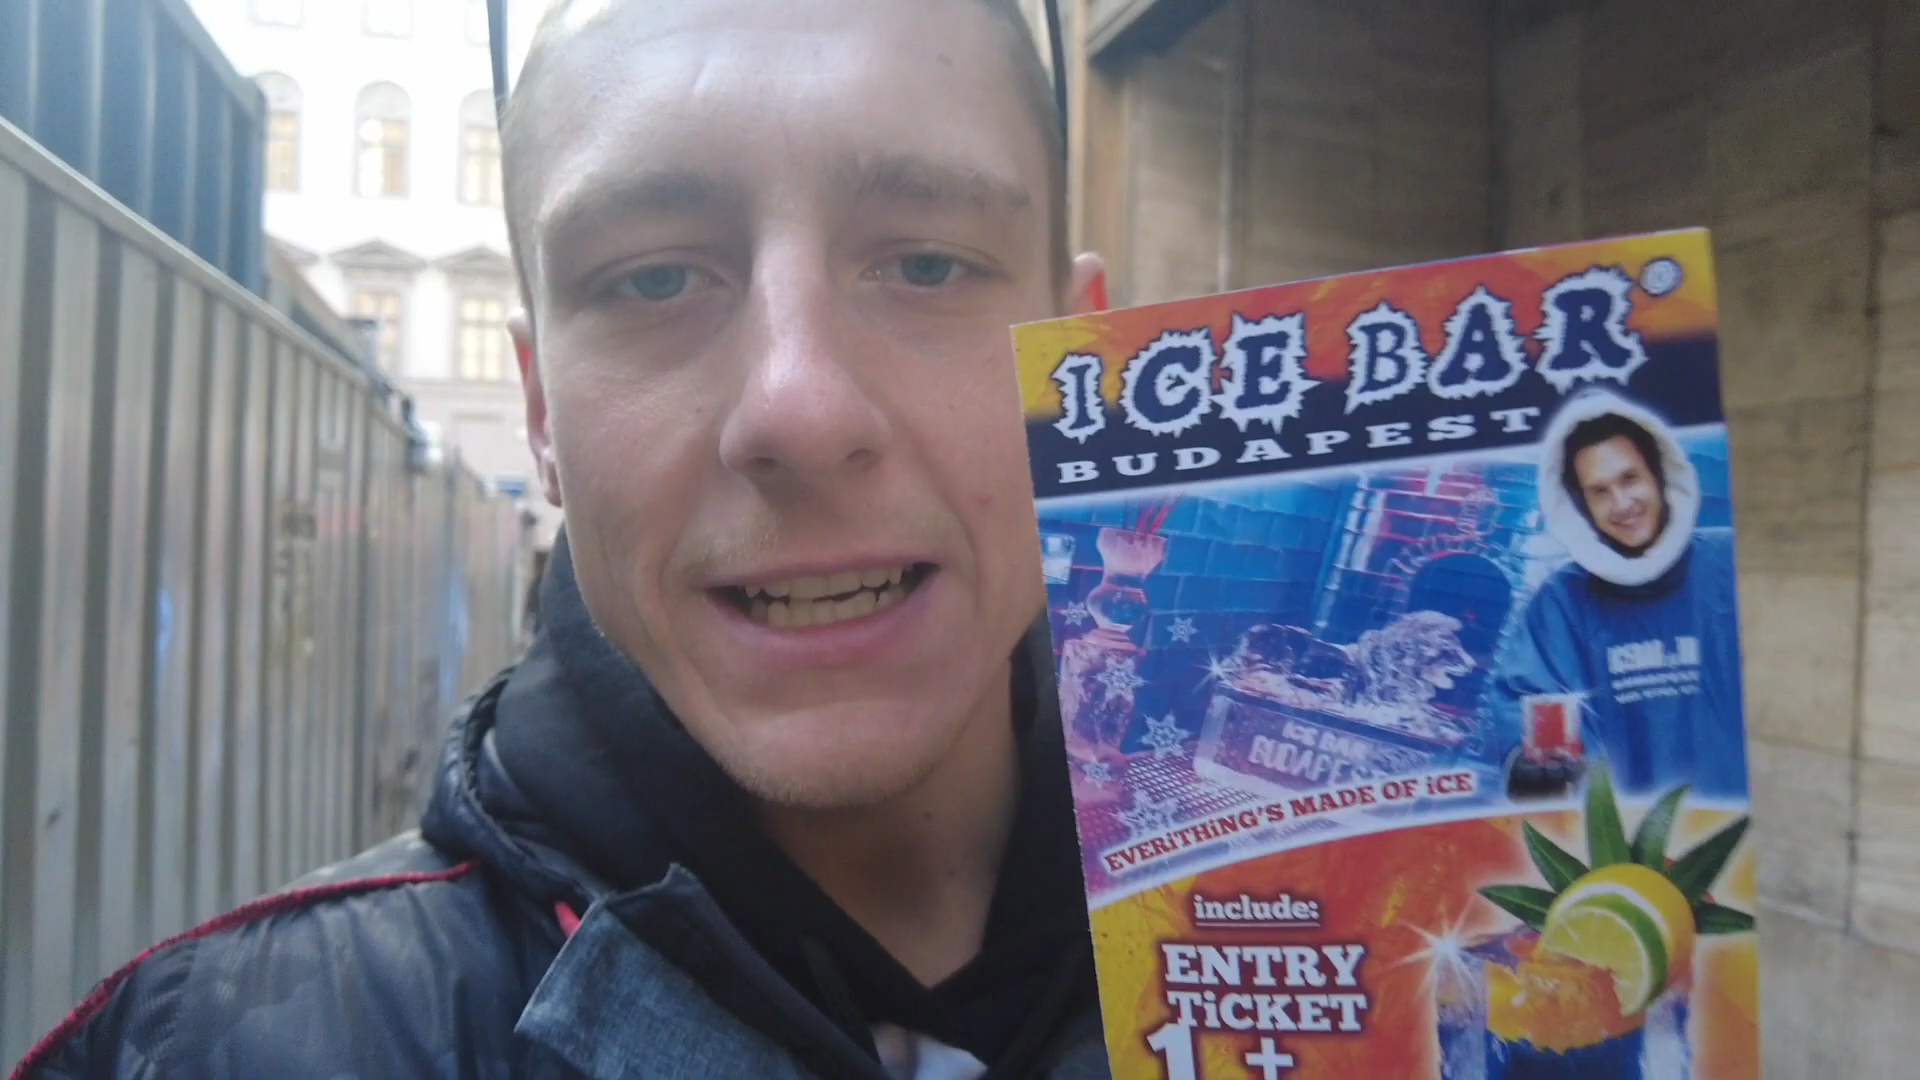 ICE BAR®
BUDAPEST
ICE BAR
EVERiTHiNG'S MADE OF iCE
include:
ENTRY
TiCKET
1 +